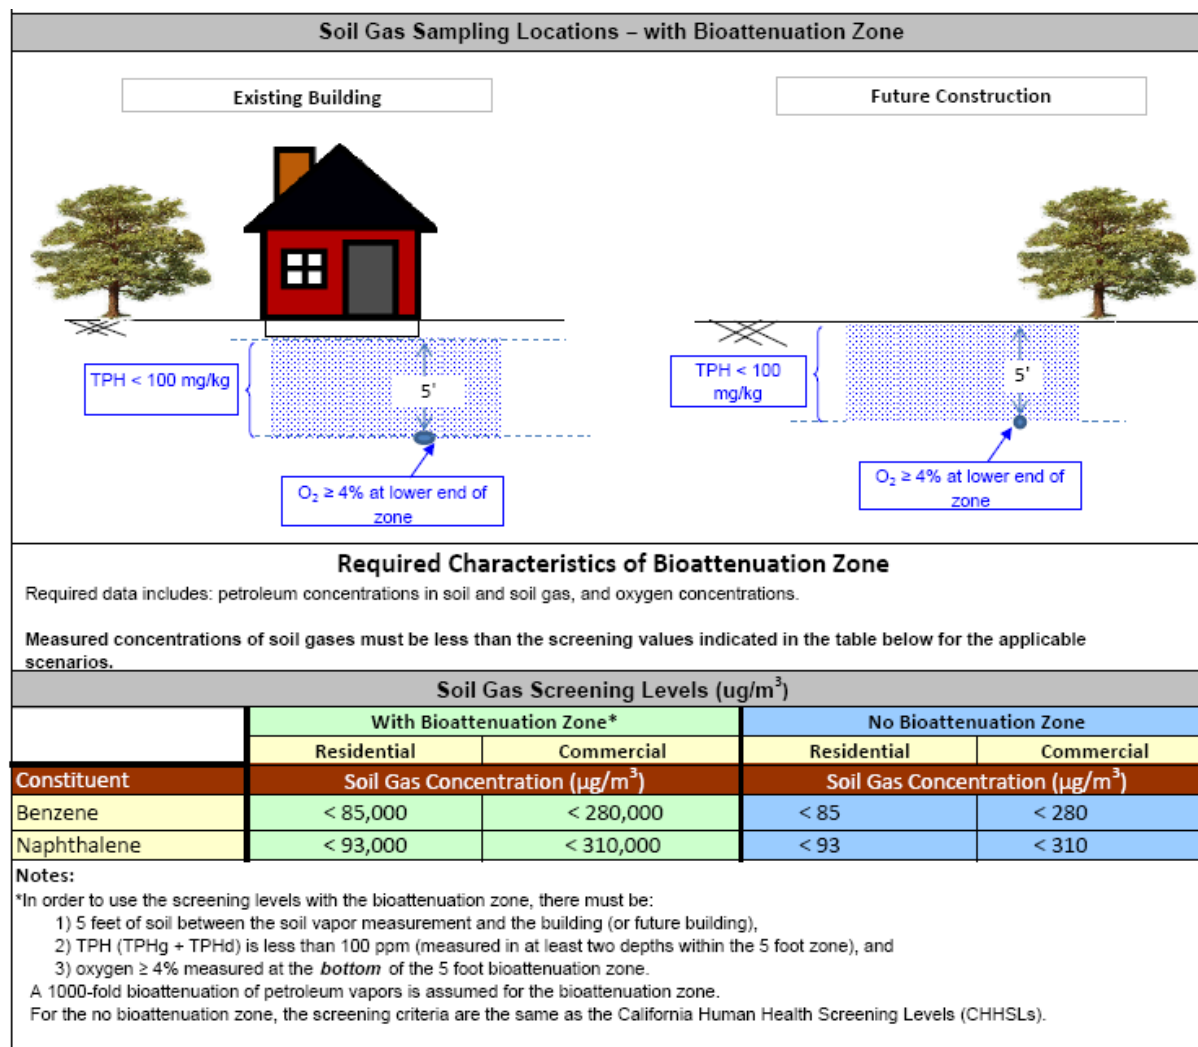 Soil Gas Sampling Locations – with Bioattenuation Zone
Existing Building
Future Construction
TPH < 100 mg/kg
5'
O₂ ≥ 4% at lower end of
zone
TPH < 100
mg/kg
5'
O₂ ≥ 4% at lower end of
zone
Required Characteristics of Bioattenuation Zone
Required data includes: petroleum concentrations in soil and soil gas, and oxygen concentrations.
Measured concentrations of soil gases must be less than the screening values indicated in the table below for the applicable
scenarios.
Soil Gas Screening Levels (ug/m³)
With Bioattenuation Zone* No Bioattenuation Zone
Residential Commercial Residential Commercial
Constituent Soil Gas Concentration (µg/m³) Soil Gas Concentration (µg/m³)
Benzene < 85,000 < 280,000 < 85 < 280
Naphthalene < 93,000 < 310,000 < 93 < 310
Notes:
*In order to use the screening levels with the bioattenuation zone, there must be:
1) 5 feet of soil between the soil vapor measurement and the building (or future building),
2) TPH (TPHg + TPHd) is less than 100 ppm (measured in at least two depths within the 5 foot zone), and
3) oxygen ≥ 4% measured at the bottom of the 5 foot bioattenuation zone.
A 1000-fold bioattenuation of petroleum vapors is assumed for the bioattenuation zone.
For the no bioattenuation zone, the screening criteria are the same as the California Human Health Screening Levels (CHHSLs).